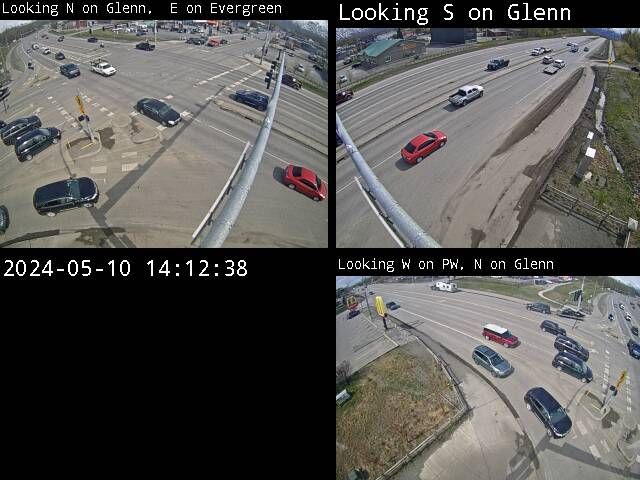 Looking N on Glenn,  E on Evergreen
Looking S on Glenn
2024-05-10 14:12:38
Looking W on PW, N on Glenn